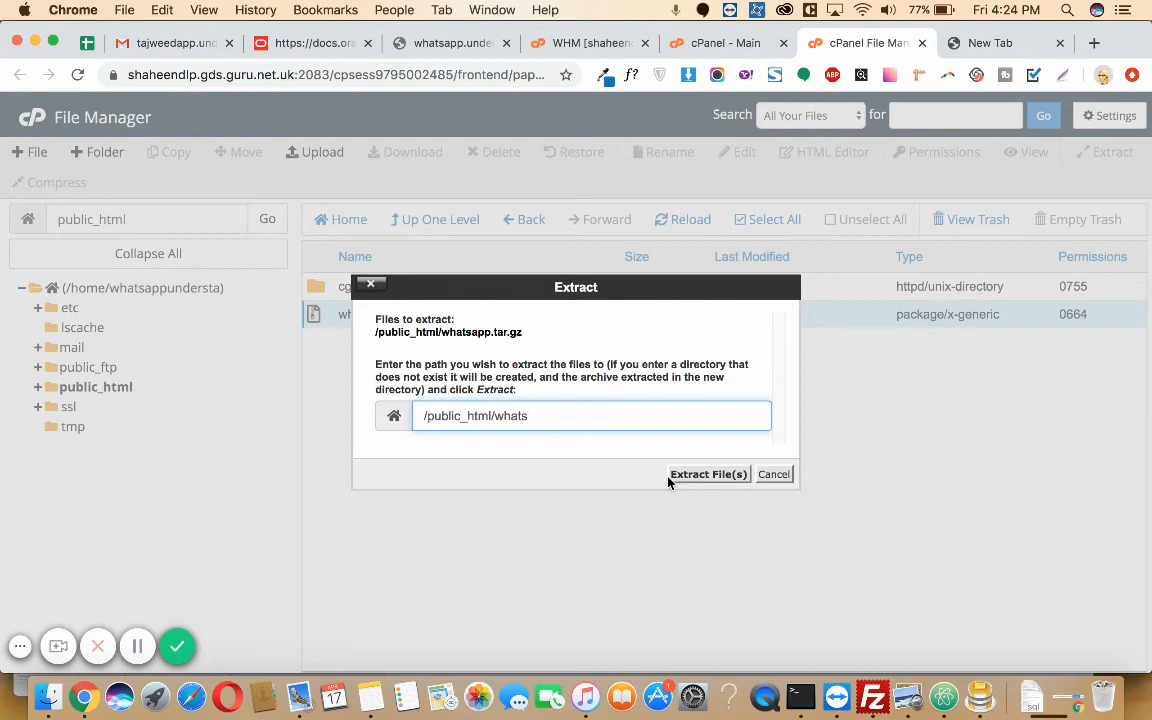 Chrome File Edit View History Bookmarks People Tab Window Help 77% Fri 4:24 PM
tajweedapp.und https://docs.ora whatsapp.unde WHM [shaheen cPanel - Main cPanel File Man New Tab
shaheendlp.gds.guru.net.uk:2083/cpsess9795002485/frontend/pap...
cP File Manager
Search All Your Files for Go Settings
File Folder Copy Move Upload Download Delete Restore Rename Edit HTML Editor Permissions View Extract
Compress
public_html Go Home Up One Level Back Forward Reload Select All Unselect All View Trash Empty Trash
Collapse All
Name Size Last Modified Type Permissions
(/home/whatsappundersta)
etc
lscache
mail
public_ftp
public_html
ssl
tmp
cg httpd/unix-directory 0755
wh package/x-generic 0664
Extract
Files to extract:
/public_html/whatsapp.tar.gz
Enter the path you wish to extract the files to (if you enter a directory that
does not exist it will be created, and the archive extracted in the new
directory) and click Extract:
/public_html/whats
Extract File(s) Cancel